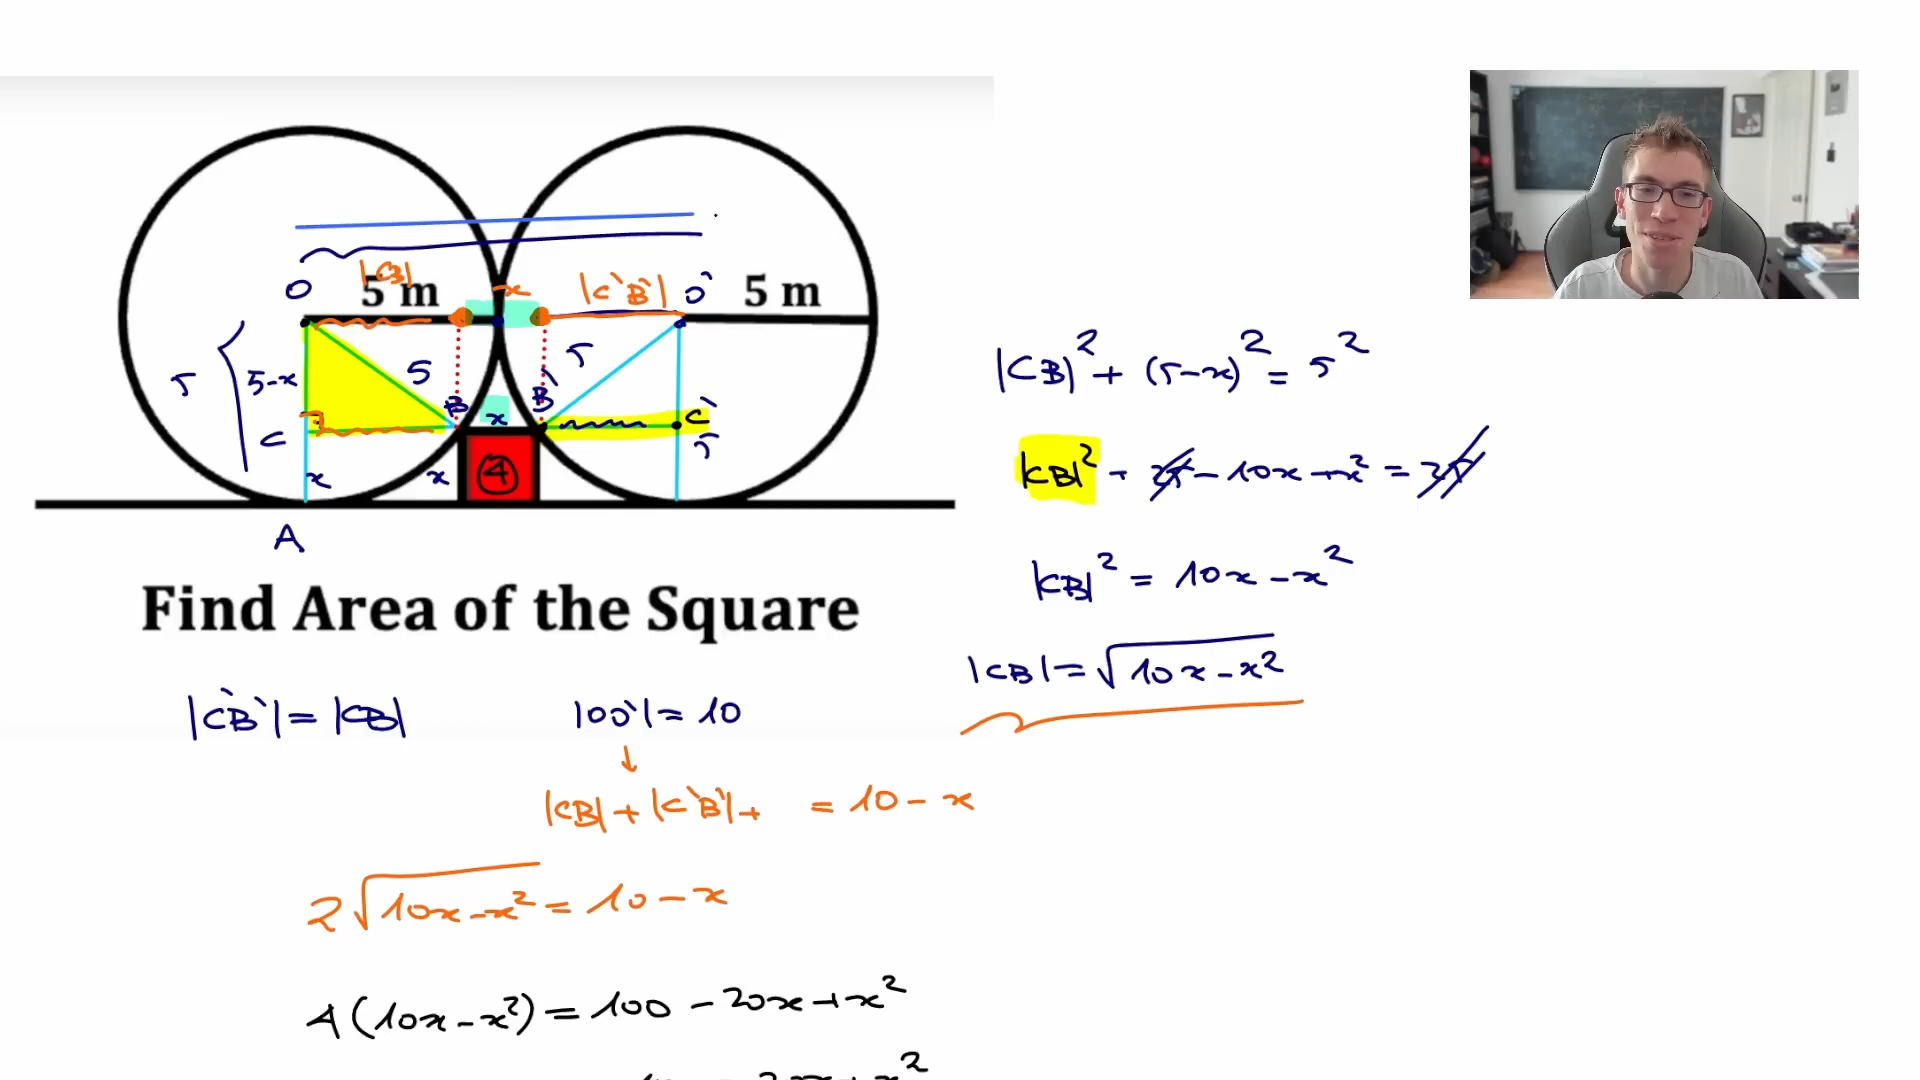 |CB| x |C`B`|
O 5 m O` 5 m
5 5-x 5 5
B x B`
C C`
x x 4 5
A
Find Area of the Square
|C`B`| = |CB| |OO`| = 10
↓
|CB| + |C`B`| + = 10 - x
2√(10x - x²) = 10 - x
4(10x - x²) = 100 - 20x + x²
|CB|² + (5-x)² = 5²
|CB|² + 25 - 10x + x² = 25
|CB|² = 10x - x²
|CB| = √(10x - x²)